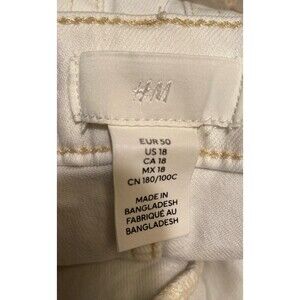 H&M
EUR 50
US 18
CA 18
MX 18
CN 180/100C
MADE IN
BANGLADESH
FABRIQUÉ AU
BANGLADESH